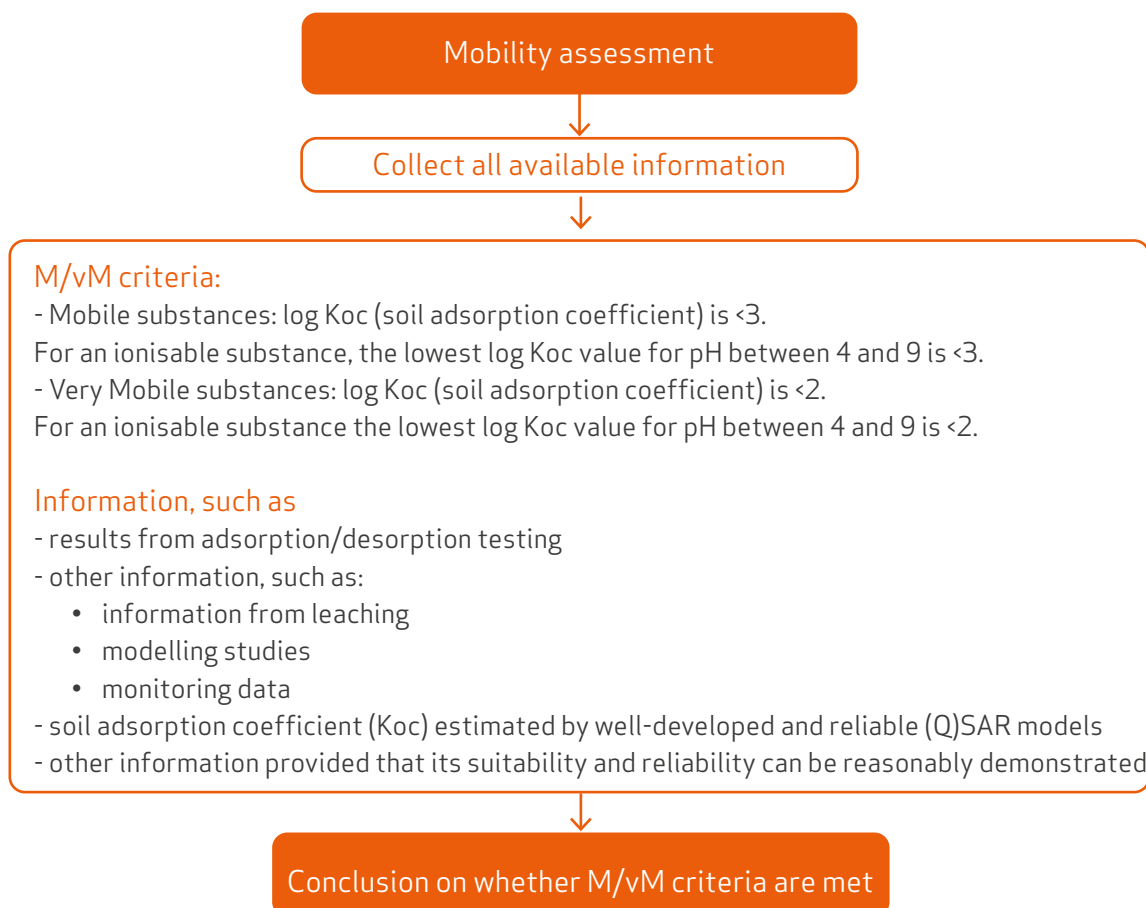 Mobility assessment
Collect all available information
M/vM criteria:
- Mobile substances: log Koc (soil adsorption coefficient) is <3.
For an ionisable substance, the lowest log Koc value for pH between 4 and 9 is <3.
- Very Mobile substances: log Koc (soil adsorption coefficient) is <2.
For an ionisable substance the lowest log Koc value for pH between 4 and 9 is <2.
Information, such as
- results from adsorption/desorption testing
- other information, such as:
• information from leaching
• modelling studies
• monitoring data
- soil adsorption coefficient (Koc) estimated by well-developed and reliable (Q)SAR models
- other information provided that its suitability and reliability can be reasonably demonstrated
Conclusion on whether M/vM criteria are met